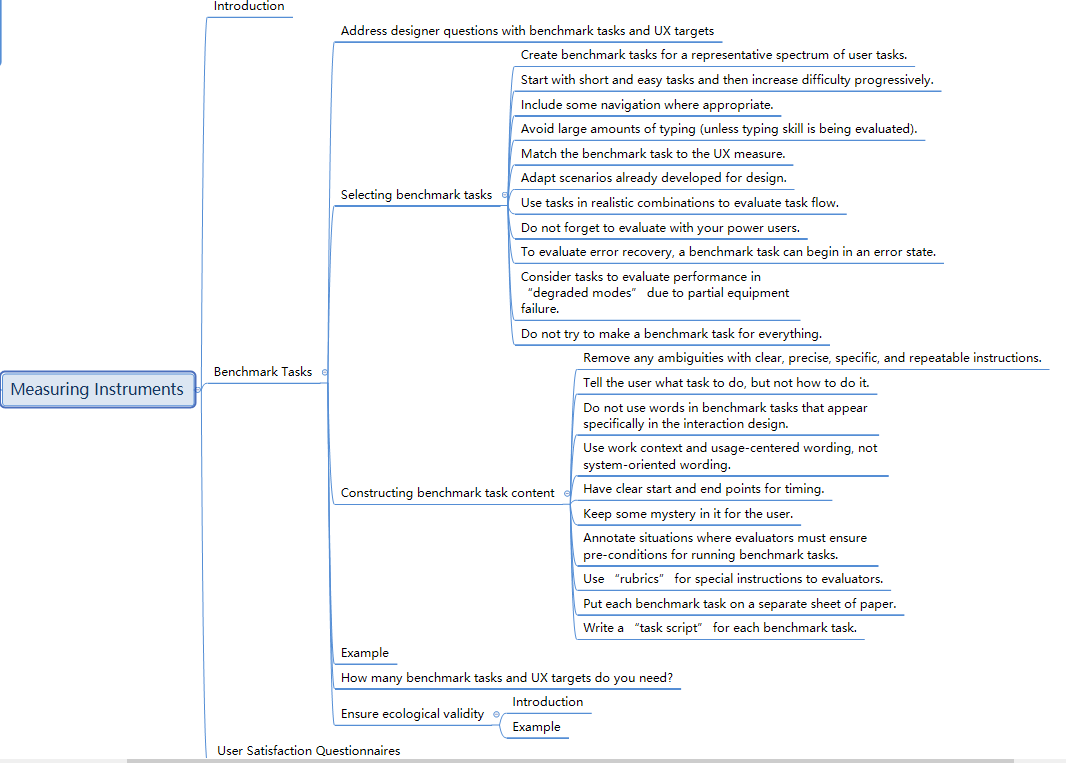 Introduction
Address designer questions with benchmark tasks and UX targets
Create benchmark tasks for a representative spectrum of user tasks.
Start with short and easy tasks and then increase difficulty progressively.
Include some navigation where appropriate.
Avoid large amounts of typing (unless typing skill is being evaluated).
Match the benchmark task to the UX measure.
Adapt scenarios already developed for design.
Selecting benchmark tasks
Use tasks in realistic combinations to evaluate task flow.
Do not forget to evaluate with your power users.
To evaluate error recovery, a benchmark task can begin in an error state.
Consider tasks to evaluate performance in
“degraded modes” due to partial equipment
failure.
Do not try to make a benchmark task for everything.
Remove any ambiguities with clear, precise, specific, and repeatable instructions.
Benchmark Tasks
Tell the user what task to do, but not how to do it.
Measuring Instruments
Do not use words in benchmark tasks that appear
specifically in the interaction design.
Use work context and usage-centered wording, not
system-oriented wording.
Constructing benchmark task content
Have clear start and end points for timing.
Keep some mystery in it for the user.
Annotate situations where evaluators must ensure
pre-conditions for running benchmark tasks.
Use “rubrics” for special instructions to evaluators.
Put each benchmark task on a separate sheet of paper.
Write a “task script” for each benchmark task.
Example
How many benchmark tasks and UX targets do you need?
Ensure ecological validity
Introduction
Example
User Satisfaction Questionnaires